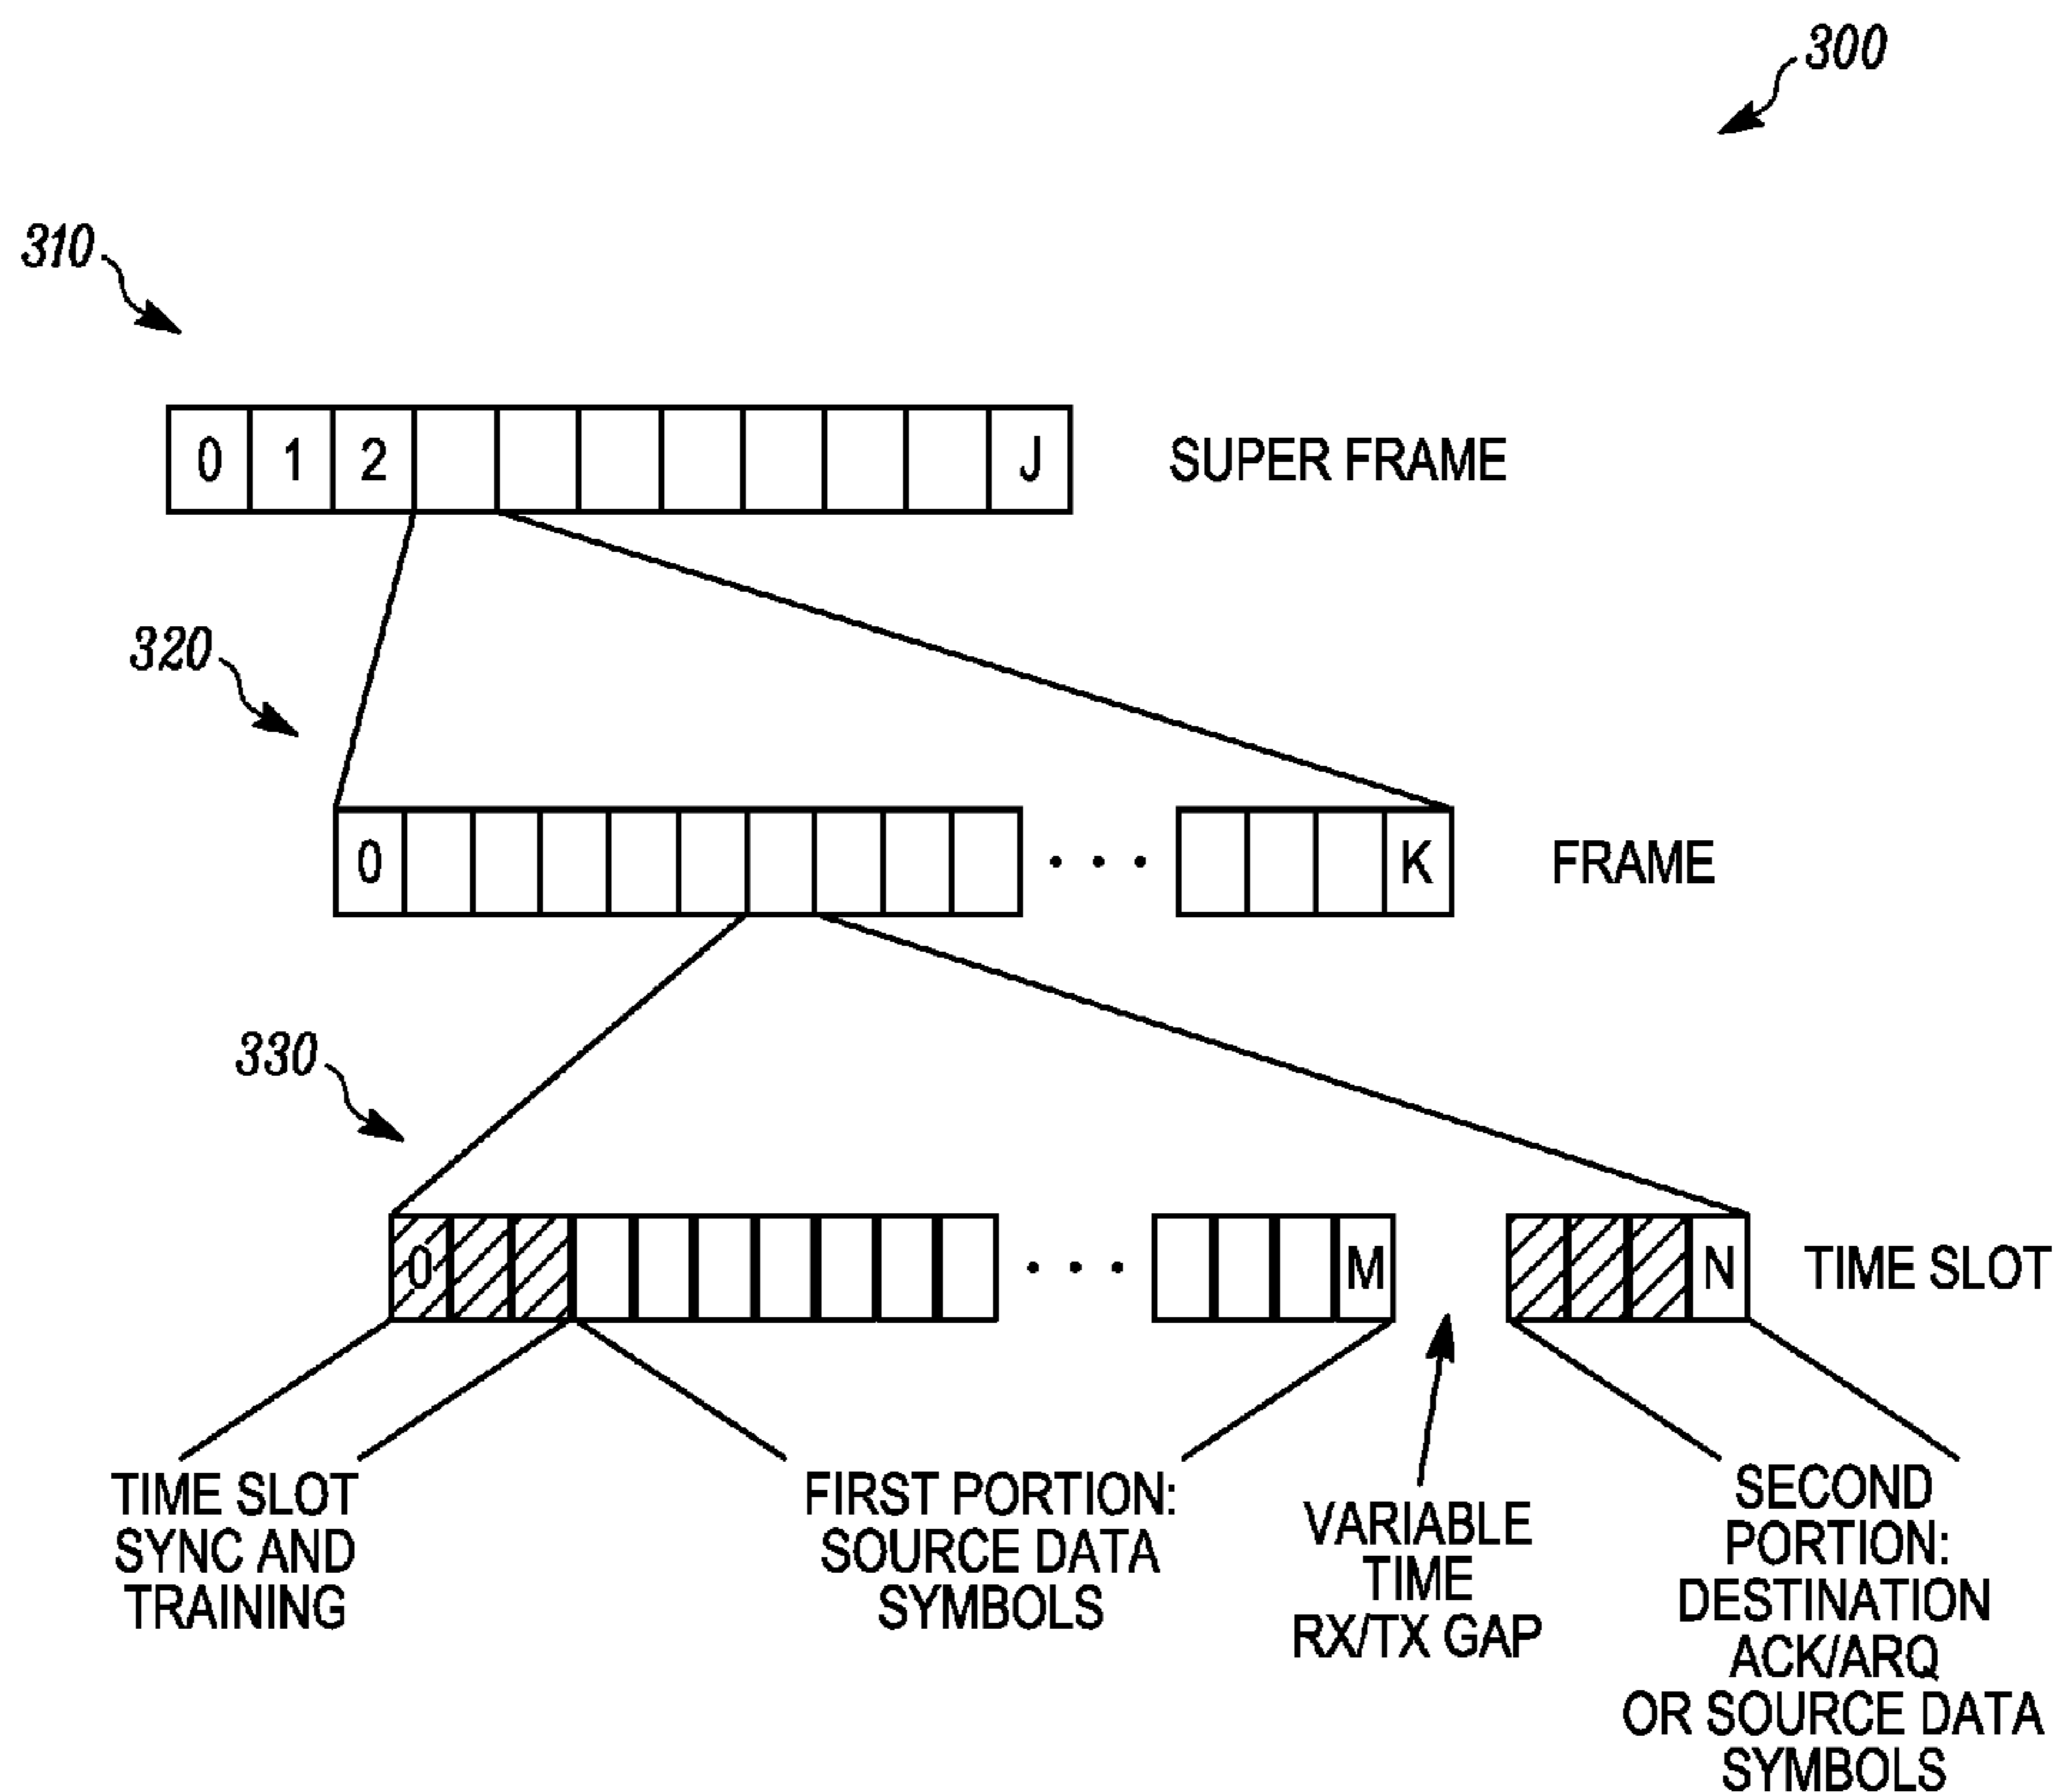 300
310
0 1 2 J SUPER FRAME
320
0 • • • K FRAME
330
0 • • • M N TIME SLOT
TIME SLOT
SYNC AND
TRAINING
FIRST PORTION:
SOURCE DATA
SYMBOLS
VARIABLE
TIME
RX/TX GAP
SECOND
PORTION:
DESTINATION
ACK/ARQ
OR SOURCE DATA
SYMBOLS